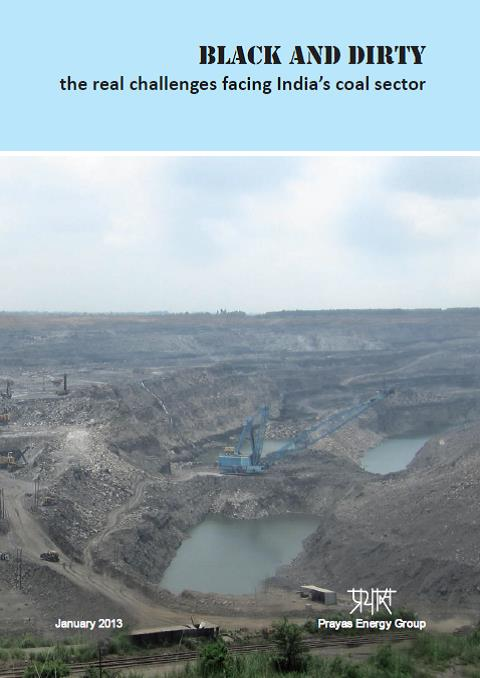 BLACK AND DIRTY
the real challenges facing India's coal sector
प्रयास
January 2013
Prayas Energy Group